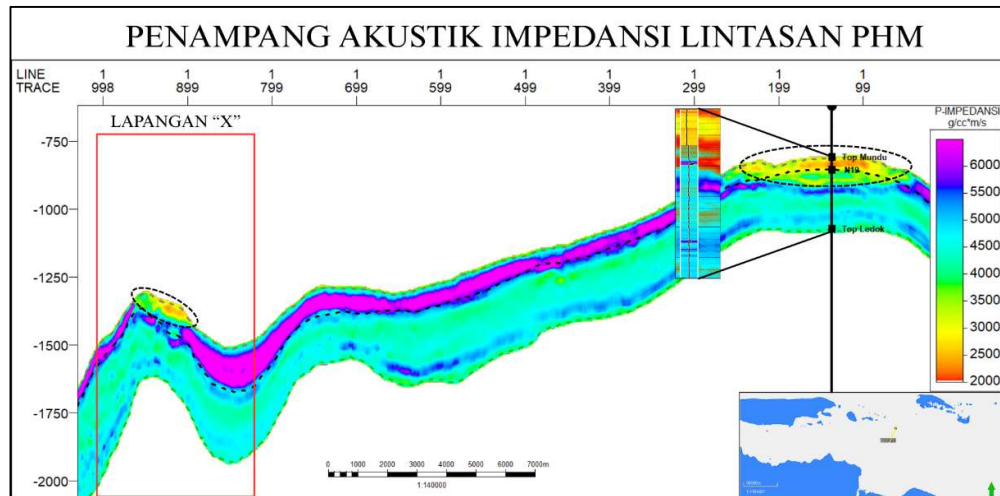 PENAMPANG AKUSTIK IMPEDANSI LINTASAN PHM
LINE 1 1 1 1 1 1 1 1 1 1
TRACE 998 899 799 699 599 499 399 299 199 99
LAPANGAN “X”
P-IMPEDANSI
g/cc*m/s
-750
-1000
-1250
-1500
-1750
-2000
Top Mundu
N19
Top Ledok
6000
5500
5000
4500
4000
3500
3000
2500
2000
0 1000 2000 3000 4000 5000 6000 7000m
1:140000